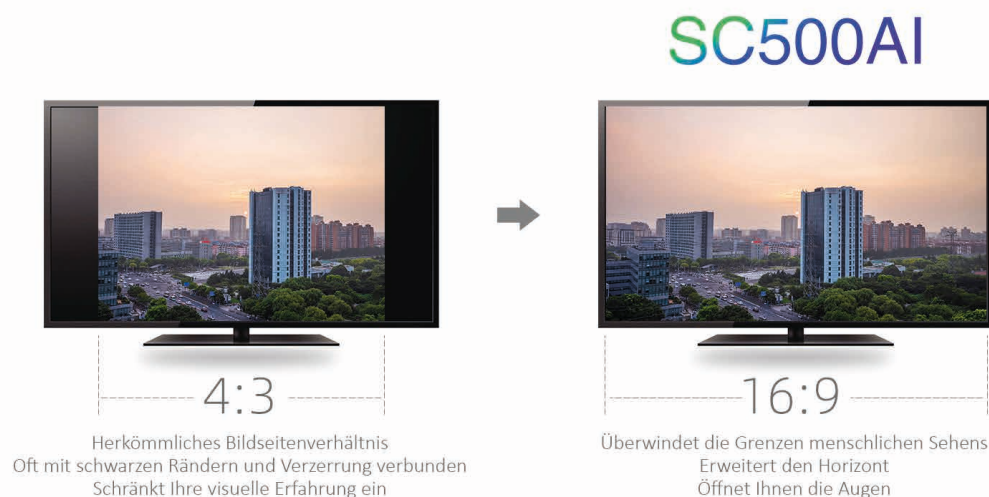 SC500AI
4:3
Herkömmliches Bildseitenverhältnis
Oft mit schwarzen Rändern und Verzerrung verbunden
Schränkt Ihre visuelle Erfahrung ein
16:9
Überwindet die Grenzen menschlichen Sehens
Erweitert den Horizont
Öffnet Ihnen die Augen